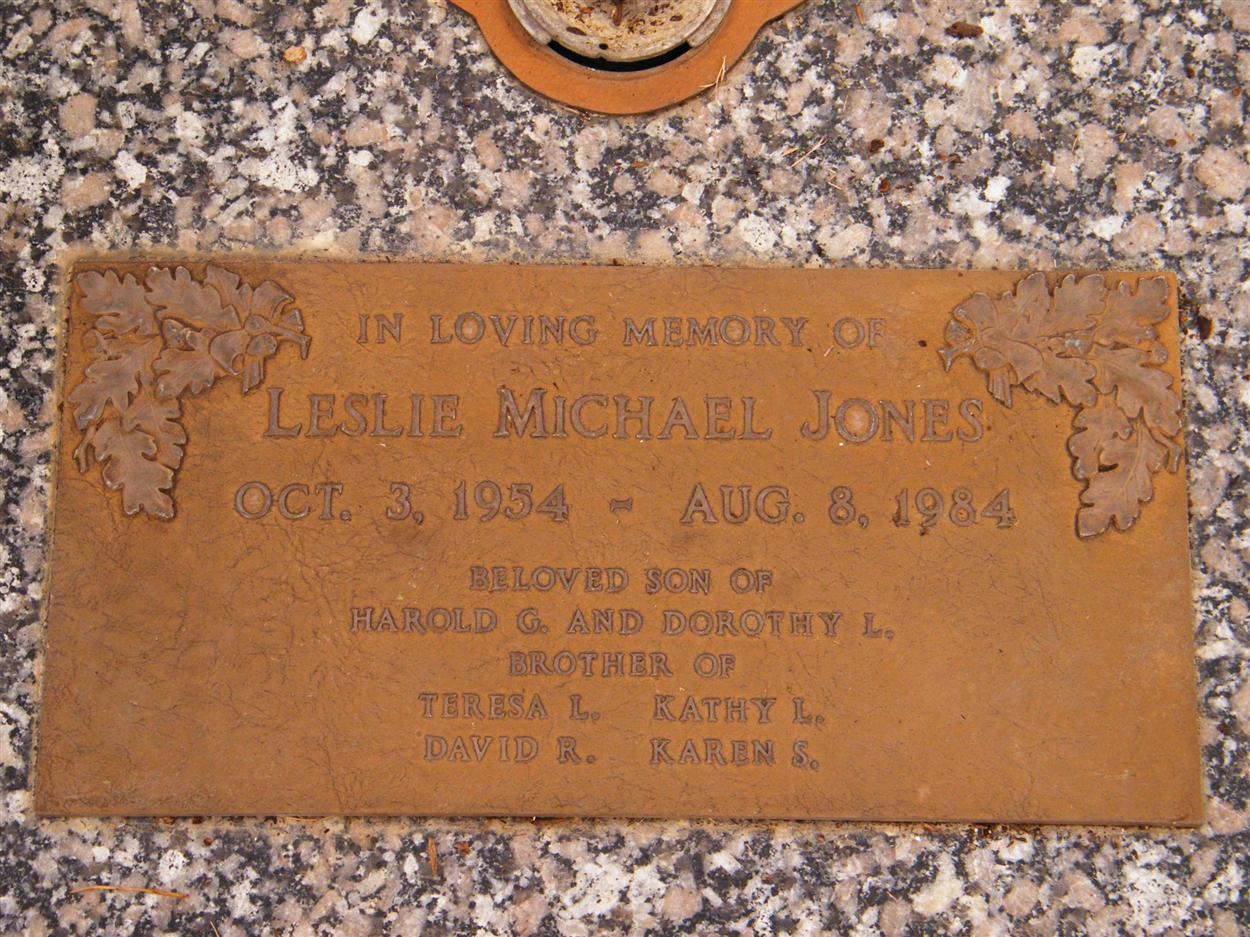 IN LOVING MEMORY OF
LESLIE MICHAEL JONES
OCT. 3, 1954 - AUG. 8, 1984
BELOVED SON OF
HAROLD G. AND DOROTHY L.
BROTHER OF
TERESA L. KATHY L.
DAVID R. KAREN S.